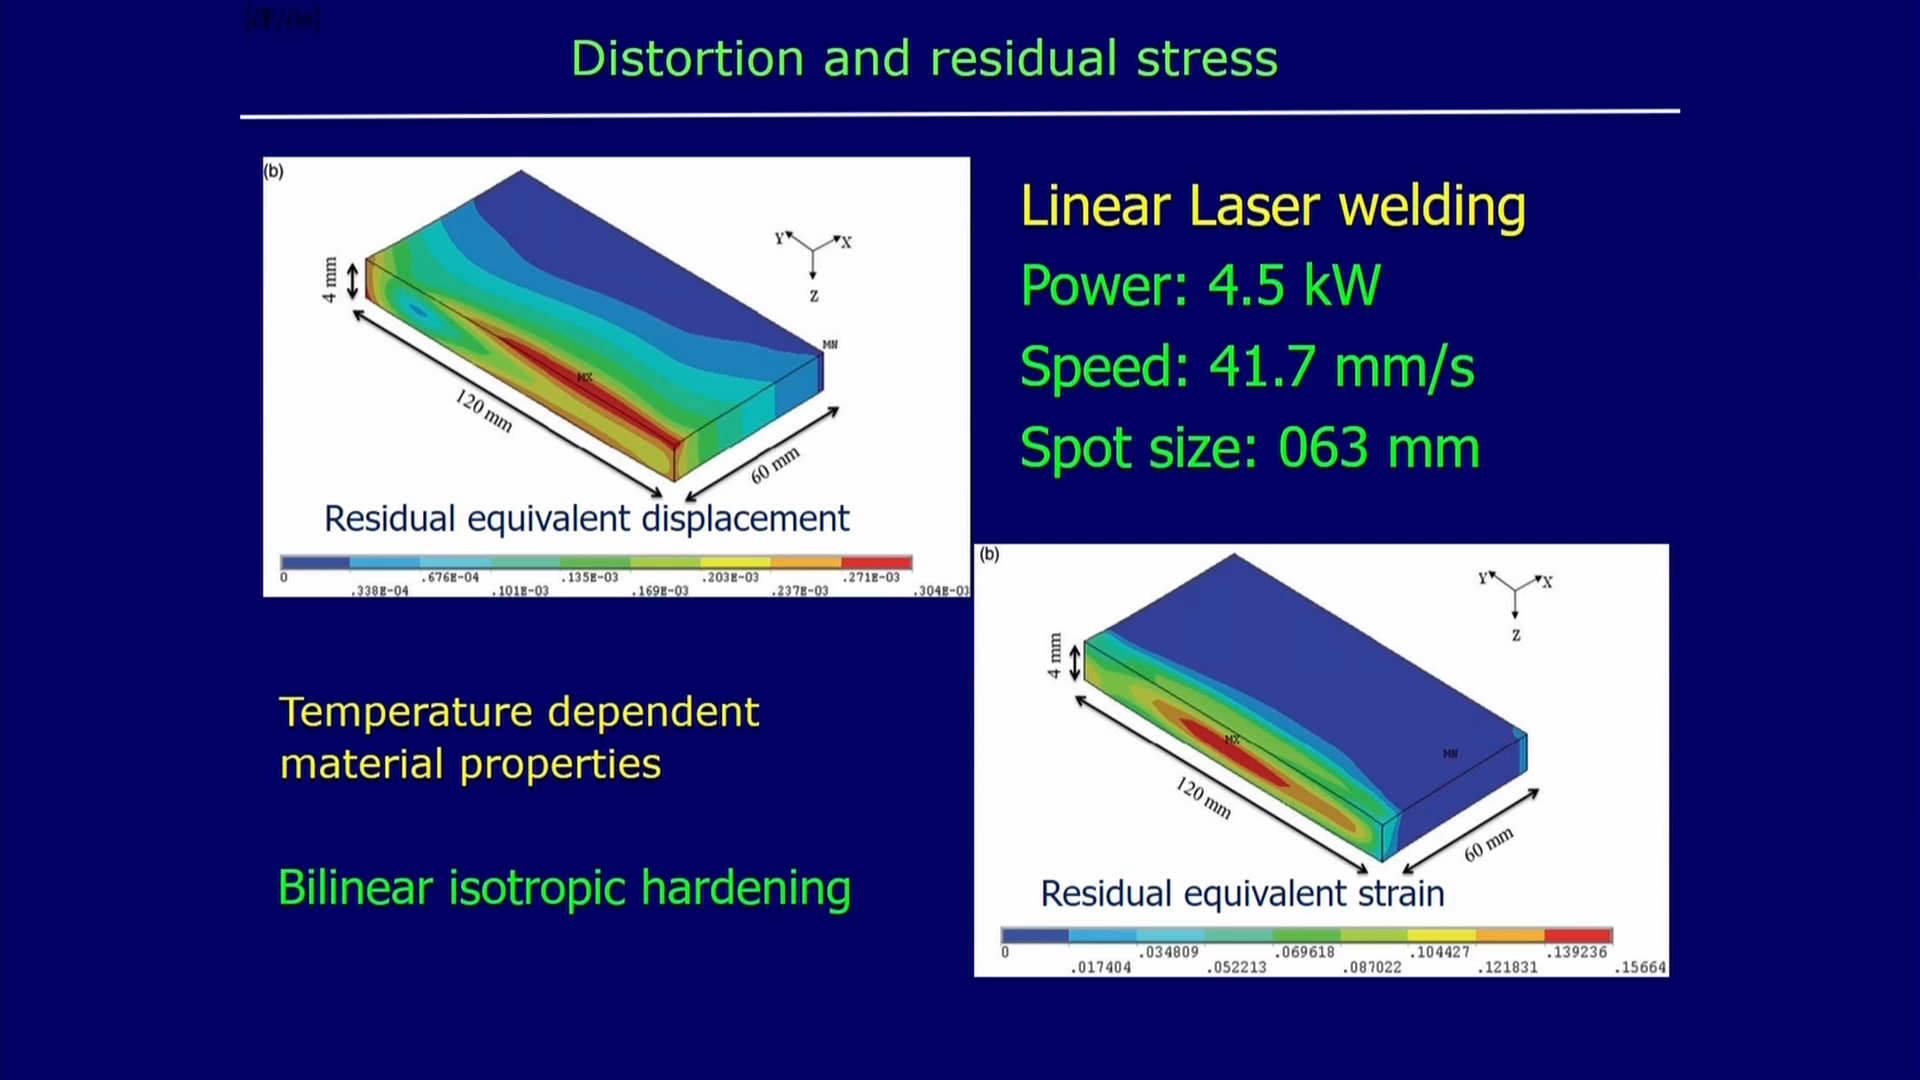 Distortion and residual stress
(b)
Y
X
Z
4 mm
MN
MX
120 mm
60 mm
Residual equivalent displacement
0
.676E-04
.135E-03
.203E-03
.271E-03
.338E-04
.101E-03
.169E-03
.237E-03
.304E-03
Linear Laser welding
Power: 4.5 kW
Speed: 41.7 mm/s
Spot size: 063 mm
Temperature dependent
material properties
Bilinear isotropic hardening
(b)
Y
X
Z
4 mm
MX
MN
120 mm
60 mm
Residual equivalent strain
0
.034809
.069618
.104427
.139236
.017404
.052213
.087022
.121831
.15664